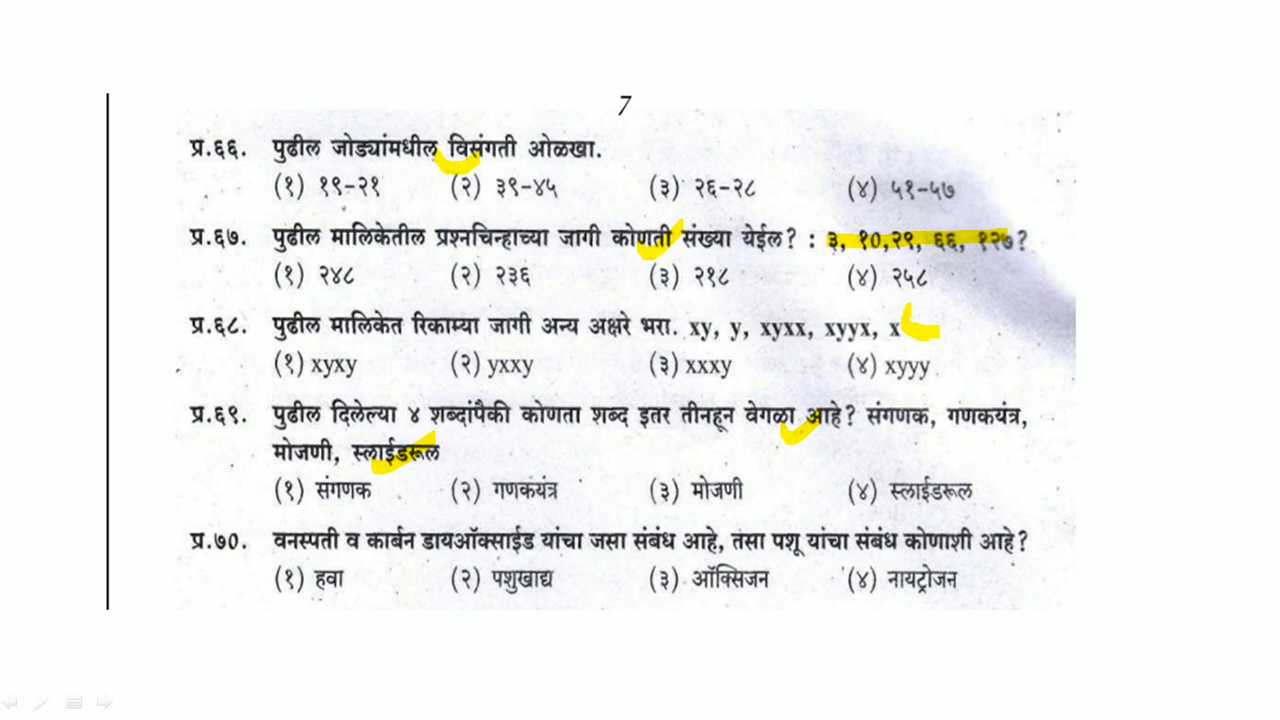 7
प्र.६६. पुढील जोड्यांमधील विसंगती ओळखा.
(१) १९-२१ (२) ३९-४५ (३) २६-२८ (४) ५१-५७
प्र.६७. पुढील मालिकेतील प्रश्नचिन्हाच्या जागी कोणती संख्या येईल? : ३, १०,२९, ६६, १२७?
(१) २४८ (२) २३६ (३) २१८ (४) २५८
प्र.६८. पुढील मालिकेत रिकाम्या जागी अन्य अक्षरे भरा. xy, y, xyxx, xyyx, x
(१) xyxy (२) yxxy (३) xxxy (४) xyyy
प्र.६९. पुढील दिलेल्या ४ शब्दांपैकी कोणता शब्द इतर तीनहून वेगळा आहे? संगणक, गणकयंत्र,
मोजणी, स्लाईडरूल
(१) संगणक (२) गणकयंत्र (३) मोजणी (४) स्लाईडरूल
प्र.७०. वनस्पती व कार्बन डायऑक्साईड यांचा जसा संबंध आहे, तसा पशू यांचा संबंध कोणाशी आहे?
(१) हवा (२) पशुखाद्य (३) ऑक्सिजन (४) नायट्रोजन